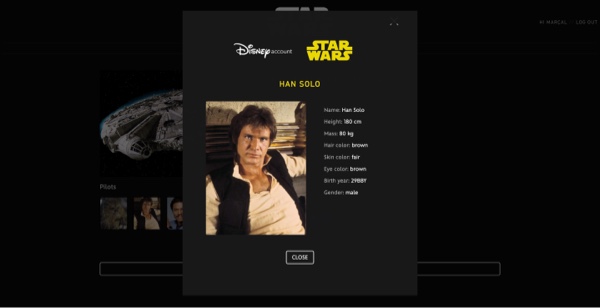 HI MARÇAL LOG OUT
Disney account STAR WARS
HAN SOLO
Name: Han Solo
Height: 180 cm
Mass: 80 kg
Hair color: brown
Skin color: fair
Eye color: brown
Birth year: 29BBY
Gender: male
Pilots
CLOSE